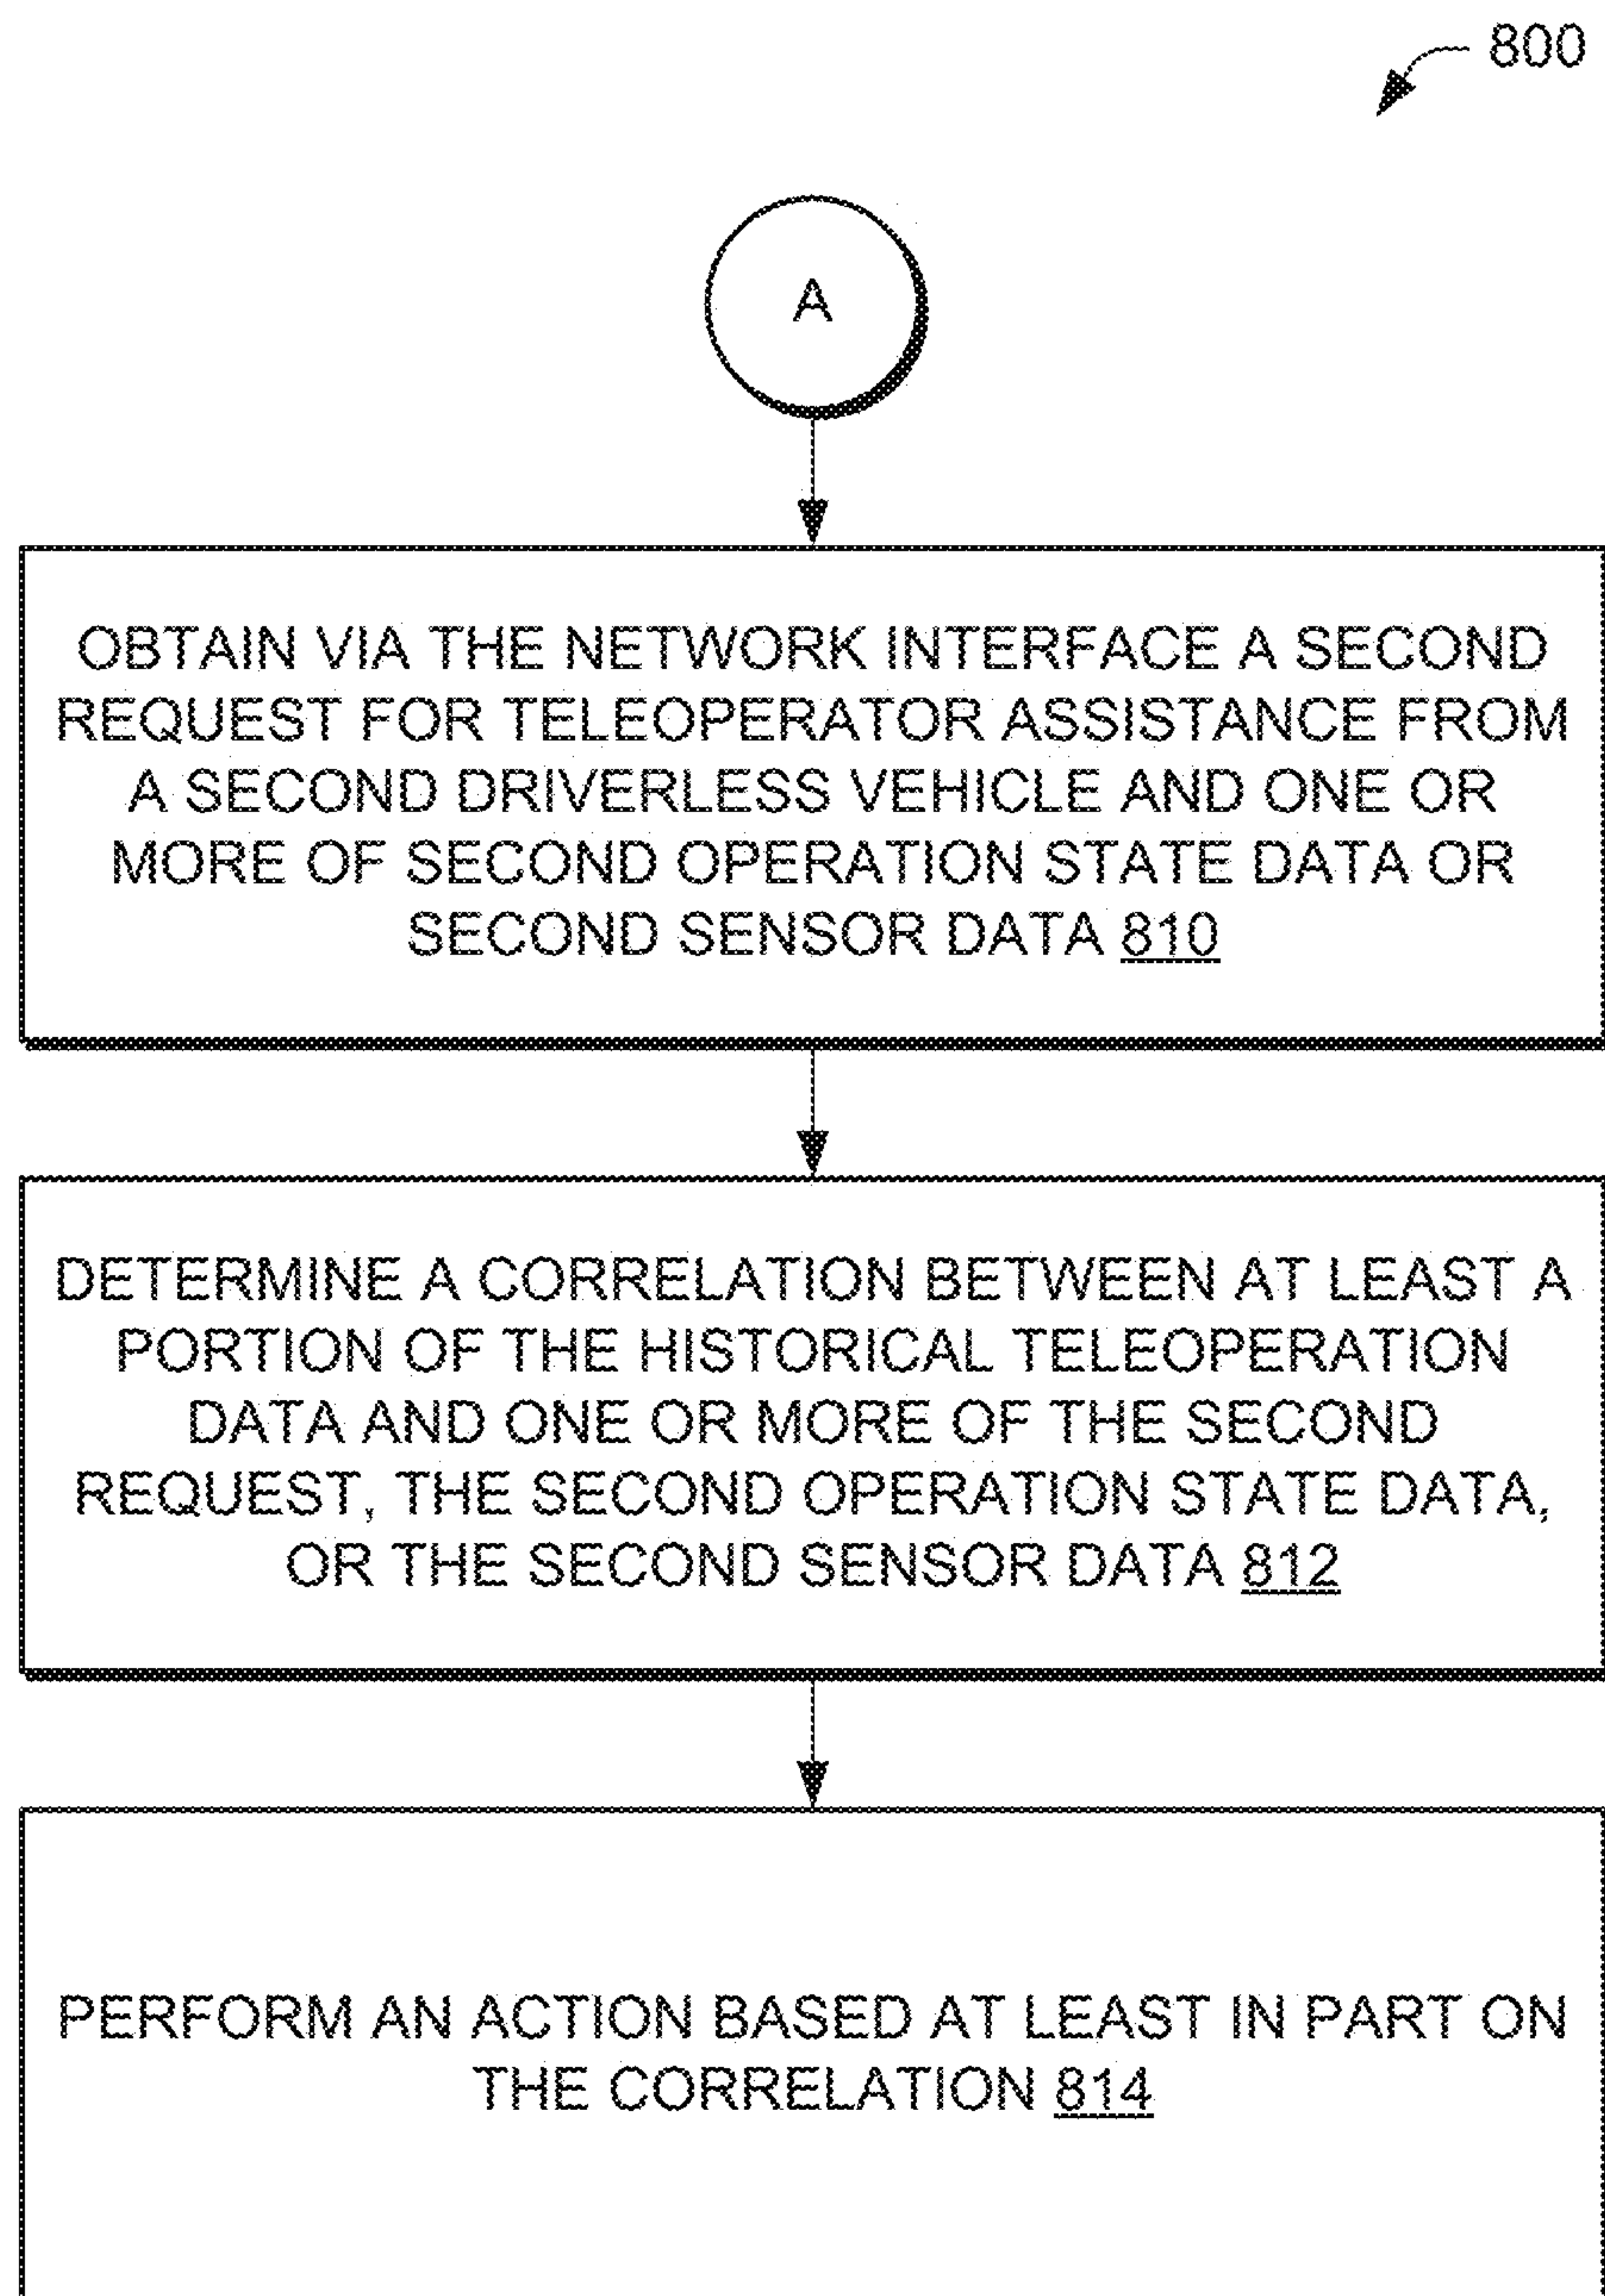 800
A
OBTAIN VIA THE NETWORK INTERFACE A SECOND
REQUEST FOR TELEOPERATOR ASSISTANCE FROM
A SECOND DRIVERLESS VEHICLE AND ONE OR
MORE OF SECOND OPERATION STATE DATA OR
SECOND SENSOR DATA 810
DETERMINE A CORRELATION BETWEEN AT LEAST A
PORTION OF THE HISTORICAL TELEOPERATION
DATA AND ONE OR MORE OF THE SECOND
REQUEST, THE SECOND OPERATION STATE DATA,
OR THE SECOND SENSOR DATA 812
PERFORM AN ACTION BASED AT LEAST IN PART ON
THE CORRELATION 814